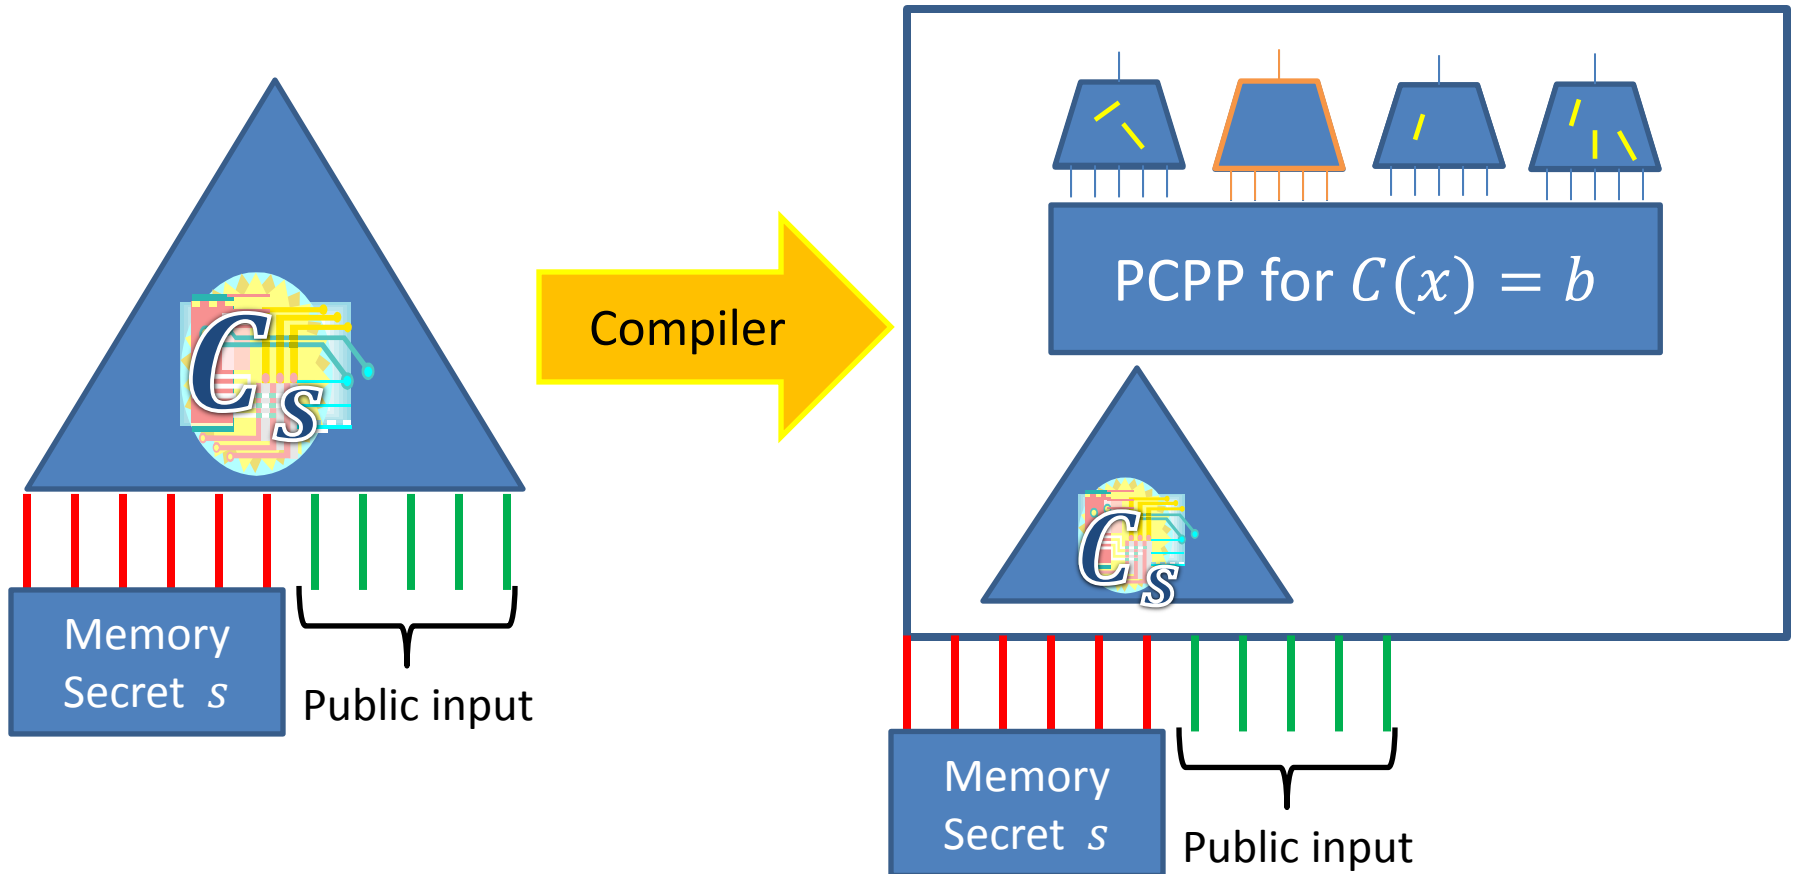 C_s
Memory
Secret s
Public input
Compiler
PCPP for C(x) = b
C_s
Memory
Secret s
Public input